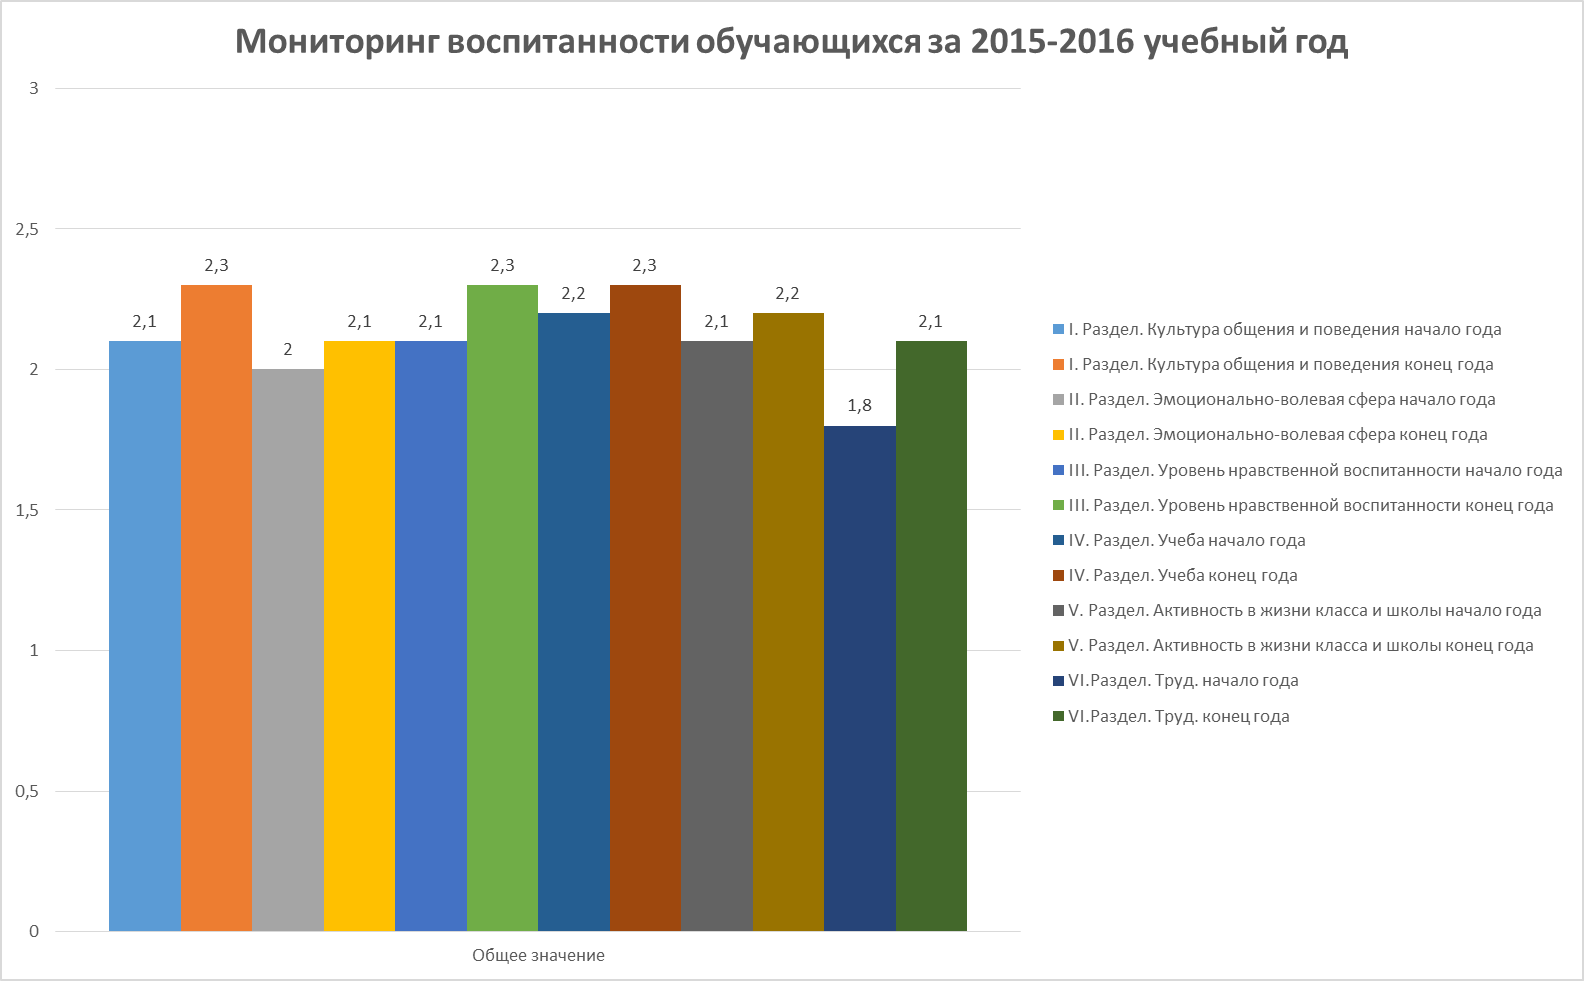 Мониторинг воспитанности обучающихся за 2015-2016 учебный год
3
2,5
2
1,5
1
0,5
0
2,1
2,3
2
2,1
2,1
2,3
2,2
2,3
2,1
2,2
1,8
2,1
Общее значение
I. Раздел. Культура общения и поведения начало года
I. Раздел. Культура общения и поведения конец года
II. Раздел. Эмоционально-волевая сфера начало года
II. Раздел. Эмоционально-волевая сфера конец года
III. Раздел. Уровень нравственной воспитанности начало года
III. Раздел. Уровень нравственной воспитанности конец года
IV. Раздел. Учеба начало года
IV. Раздел. Учеба конец года
V. Раздел. Активность в жизни класса и школы начало года
V. Раздел. Активность в жизни класса и школы конец года
VI.Раздел. Труд. начало года
VI.Раздел. Труд. конец года